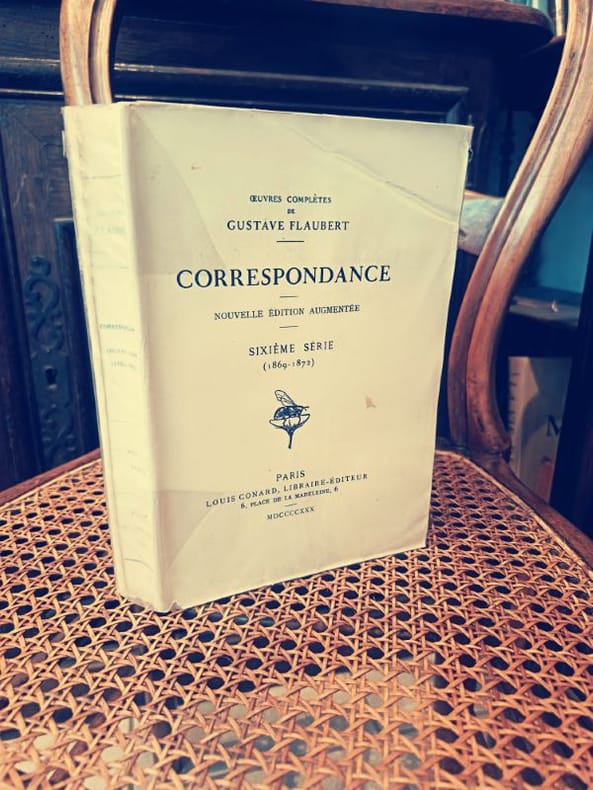 ŒUVRES COMPLÈTES
DE
GUSTAVE FLAUBERT
CORRESPONDANCE
NOUVELLE ÉDITION AUGMENTÉE
SIXIÈME SÉRIE
(1869-1872)
PARIS
LOUIS CONARD, LIBRAIRE-ÉDITEUR
6, PLACE DE LA MADELEINE, 6
MDCCCCXXX